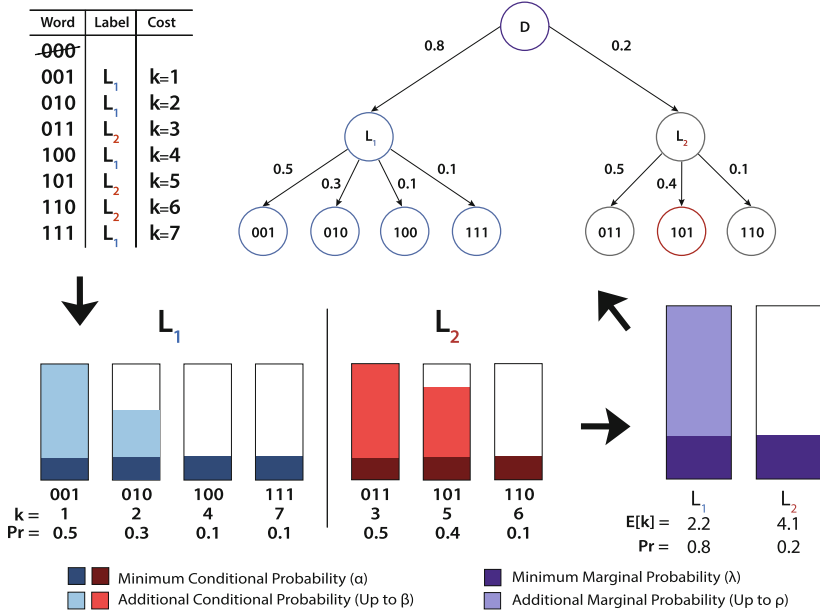 Word Label Cost
000
001 L1 k=1
010 L1 k=2
011 L2 k=3
100 L1 k=4
101 L2 k=5
110 L2 k=6
111 L1 k=7
D
0.8 0.2
L1 L2
0.5 0.3 0.1 0.1 0.5 0.4 0.1
001 010 100 111 011 101 110
L1 L2
001 010 100 111 011 101 110
k = 1 2 4 7 3 5 6
Pr = 0.5 0.3 0.1 0.1 0.5 0.4 0.1
L1 L2
E[k] = 2.2 4.1
Pr = 0.8 0.2
Minimum Conditional Probability (α)
Additional Conditional Probability (Up to β)
Minimum Marginal Probability (λ)
Additional Marginal Probability (Up to ρ)